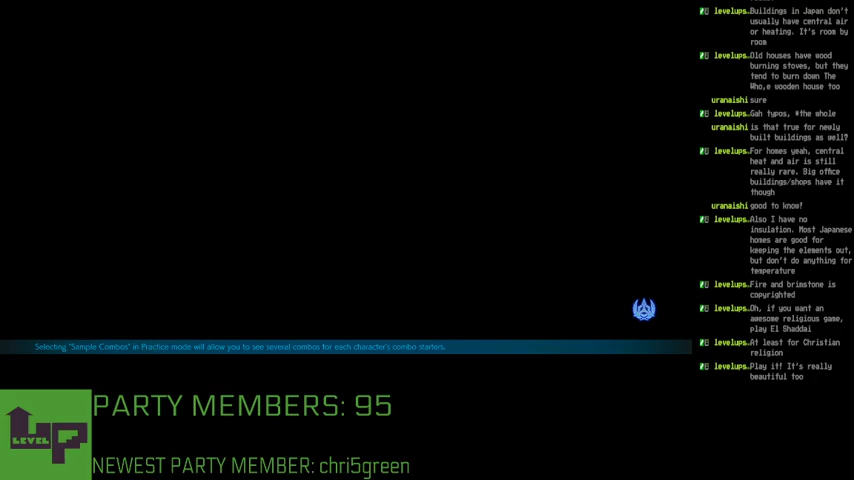 levelups..Buildings in Japan don't
usually have central air
or heating. It's room by
room
levelups..Old houses have wood
burning stoves, but they
tend to burn down The
Who,e wooden house too
uranaishi sure
levelups..Gah typos, *the whole
uranaishi is that true for newly
built buildings as well?
levelups..For homes yeah, central
heat and air is still
really rare. Big office
buildings/shops have it
though
uranaishi good to know!
levelups..Also I have no
insulation. Most Japanese
homes are good for
keeping the elements out,
but don't do anything for
temperature
levelups..Fire and brimstone is
copyrighted
levelups..Oh, if you want an
awesome religious game,
play El Shaddai
levelups..At least for Christian
religion
levelups..Play it! It's really
beautiful too
Selecting "Sample Combos" in Practice mode will allow you to see several combos for each character's combo starters.
LEVEL UP
PARTY MEMBERS: 95
NEWEST PARTY MEMBER: chri5green